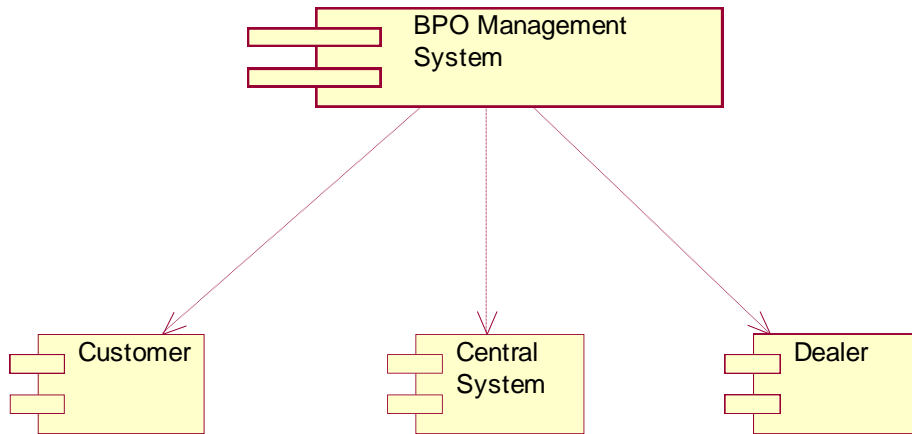 BPO Management
System
Customer
Central
System
Dealer